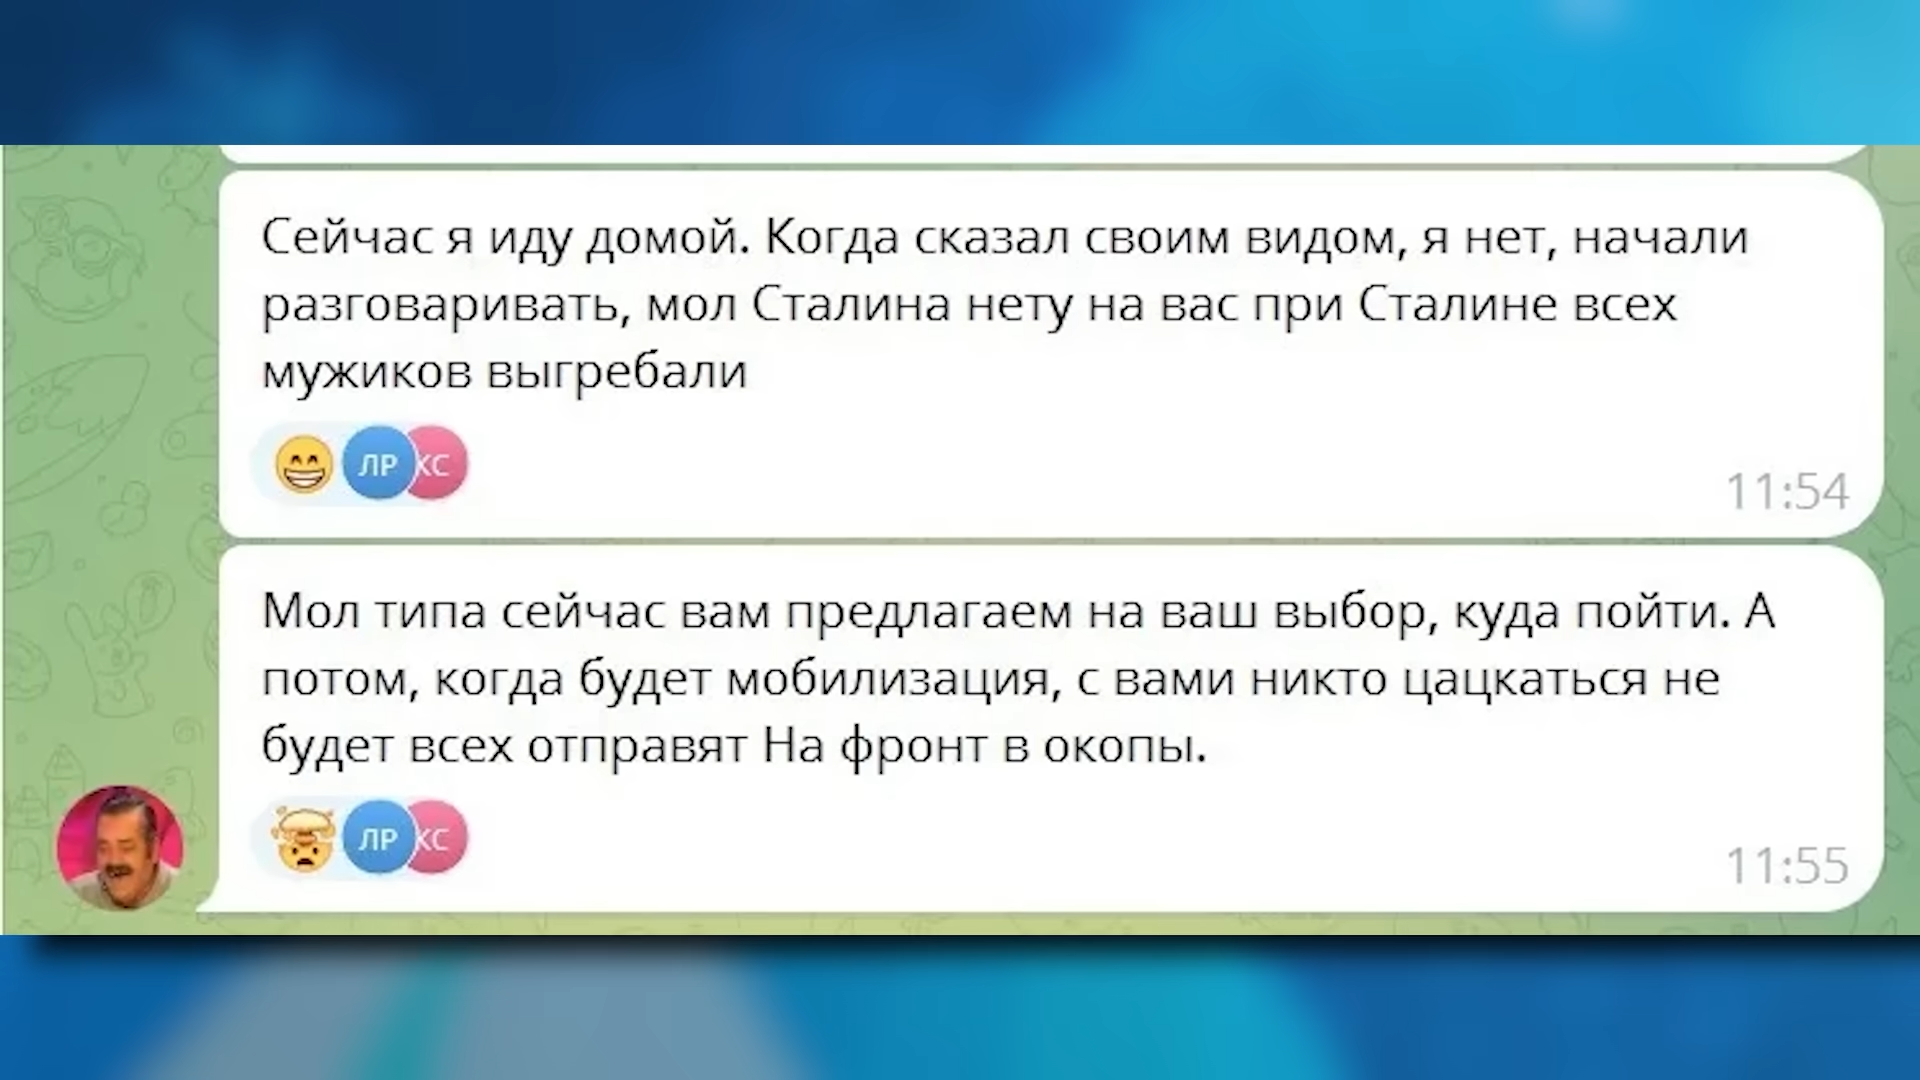 Сейчас я иду домой. Когда сказал своим видом, я нет, начали
разговаривать, мол Сталина нету на вас при Сталине всех
мужиков выгребали
ЛР КС
11:54
Мол типа сейчас вам предлагаем на ваш выбор, куда пойти. А
потом, когда будет мобилизация, с вами никто цацкаться не
будет всех отправят На фронт в окопы.
ЛР КС
11:55